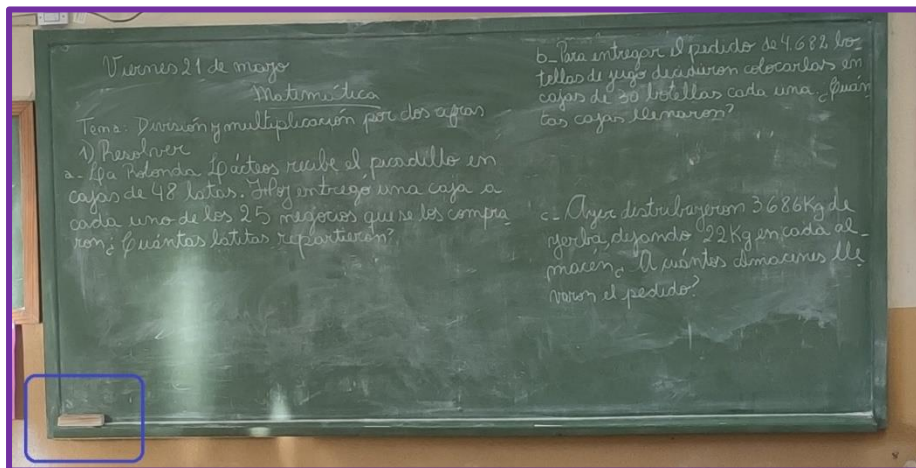 Viernes 21 de mayo
Matemática
Tema: División y multiplicación por dos cifras
1) Resolver
a- La Rotonda Lácteos recibe el picadillo en
cajas de 48 latas. Hoy entregó una caja a
cada uno de los 25 negocios que se los compra
ron ¿Cuántas latitas repartieron?
b- Para entregar el pedido de 4.682 bo-
tellas de jugo decidieron colocarlas en
cajas de 30 botellas cada una. ¿Cuán
tas cajas llenaron?
c- Ayer distribuyeron 3686 Kg de
yerba, dejando 22 Kg en cada al-
macén ¿A cuántos almacenes lle
varon el pedido?